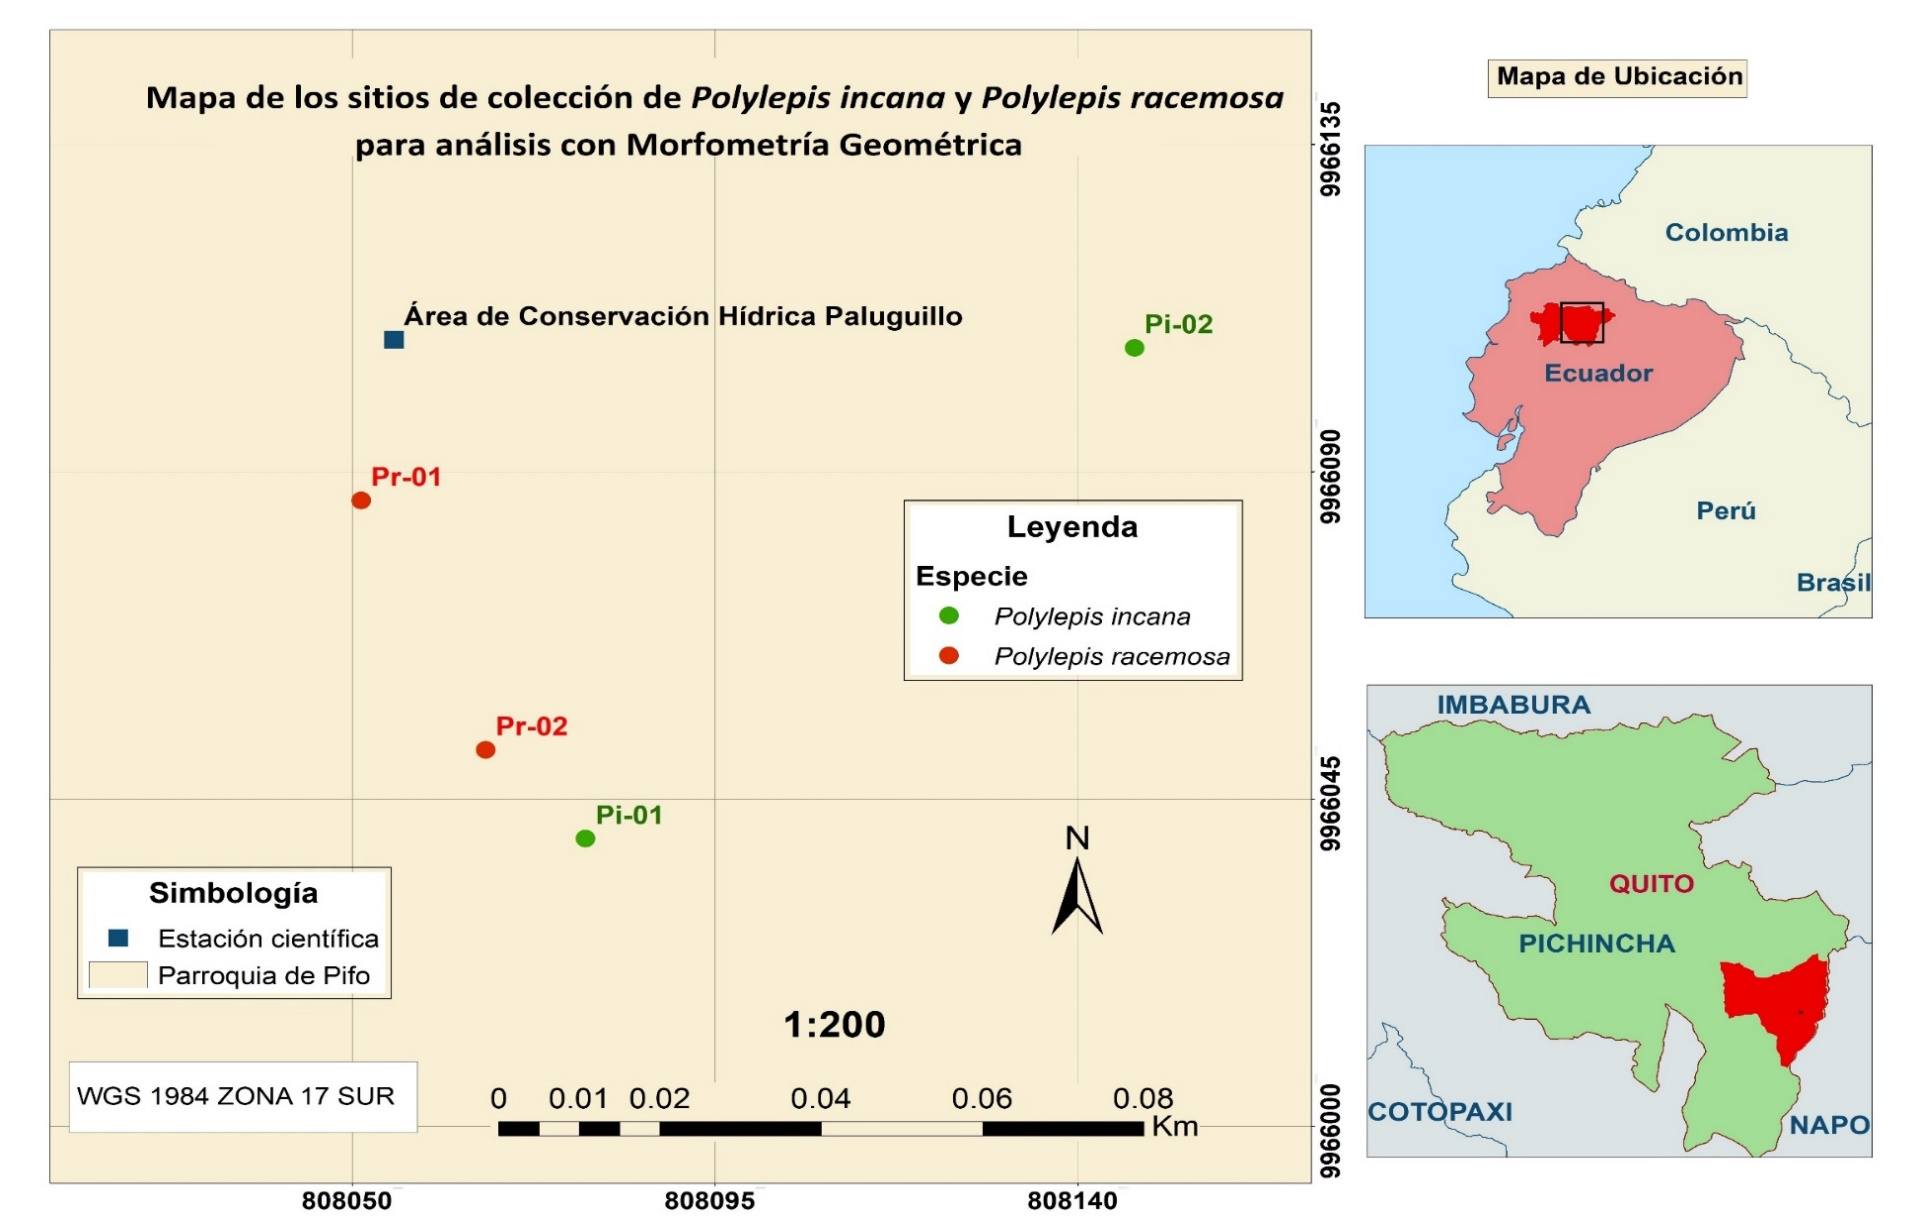 Mapa de los sitios de colección de Polylepis incana y Polylepis racemosa
para análisis con Morfometría Geométrica
Área de Conservación Hídrica Paluguillo
Pi-02
Pr-01
Leyenda
Especie
Polylepis incana
Polylepis racemosa
Pr-02
Pi-01
N
Simbología
Estación científica
Parroquia de Pifo
1:200
WGS 1984 ZONA 17 SUR
0 0.01 0.02 0.04 0.06 0.08
Km
808050 808095 808140
9966135
9966090
9966045
9966000
Mapa de Ubicación
Colombia
Ecuador
Perú
Brasil
IMBABURA
QUITO
PICHINCHA
COTOPAXI
NAPO